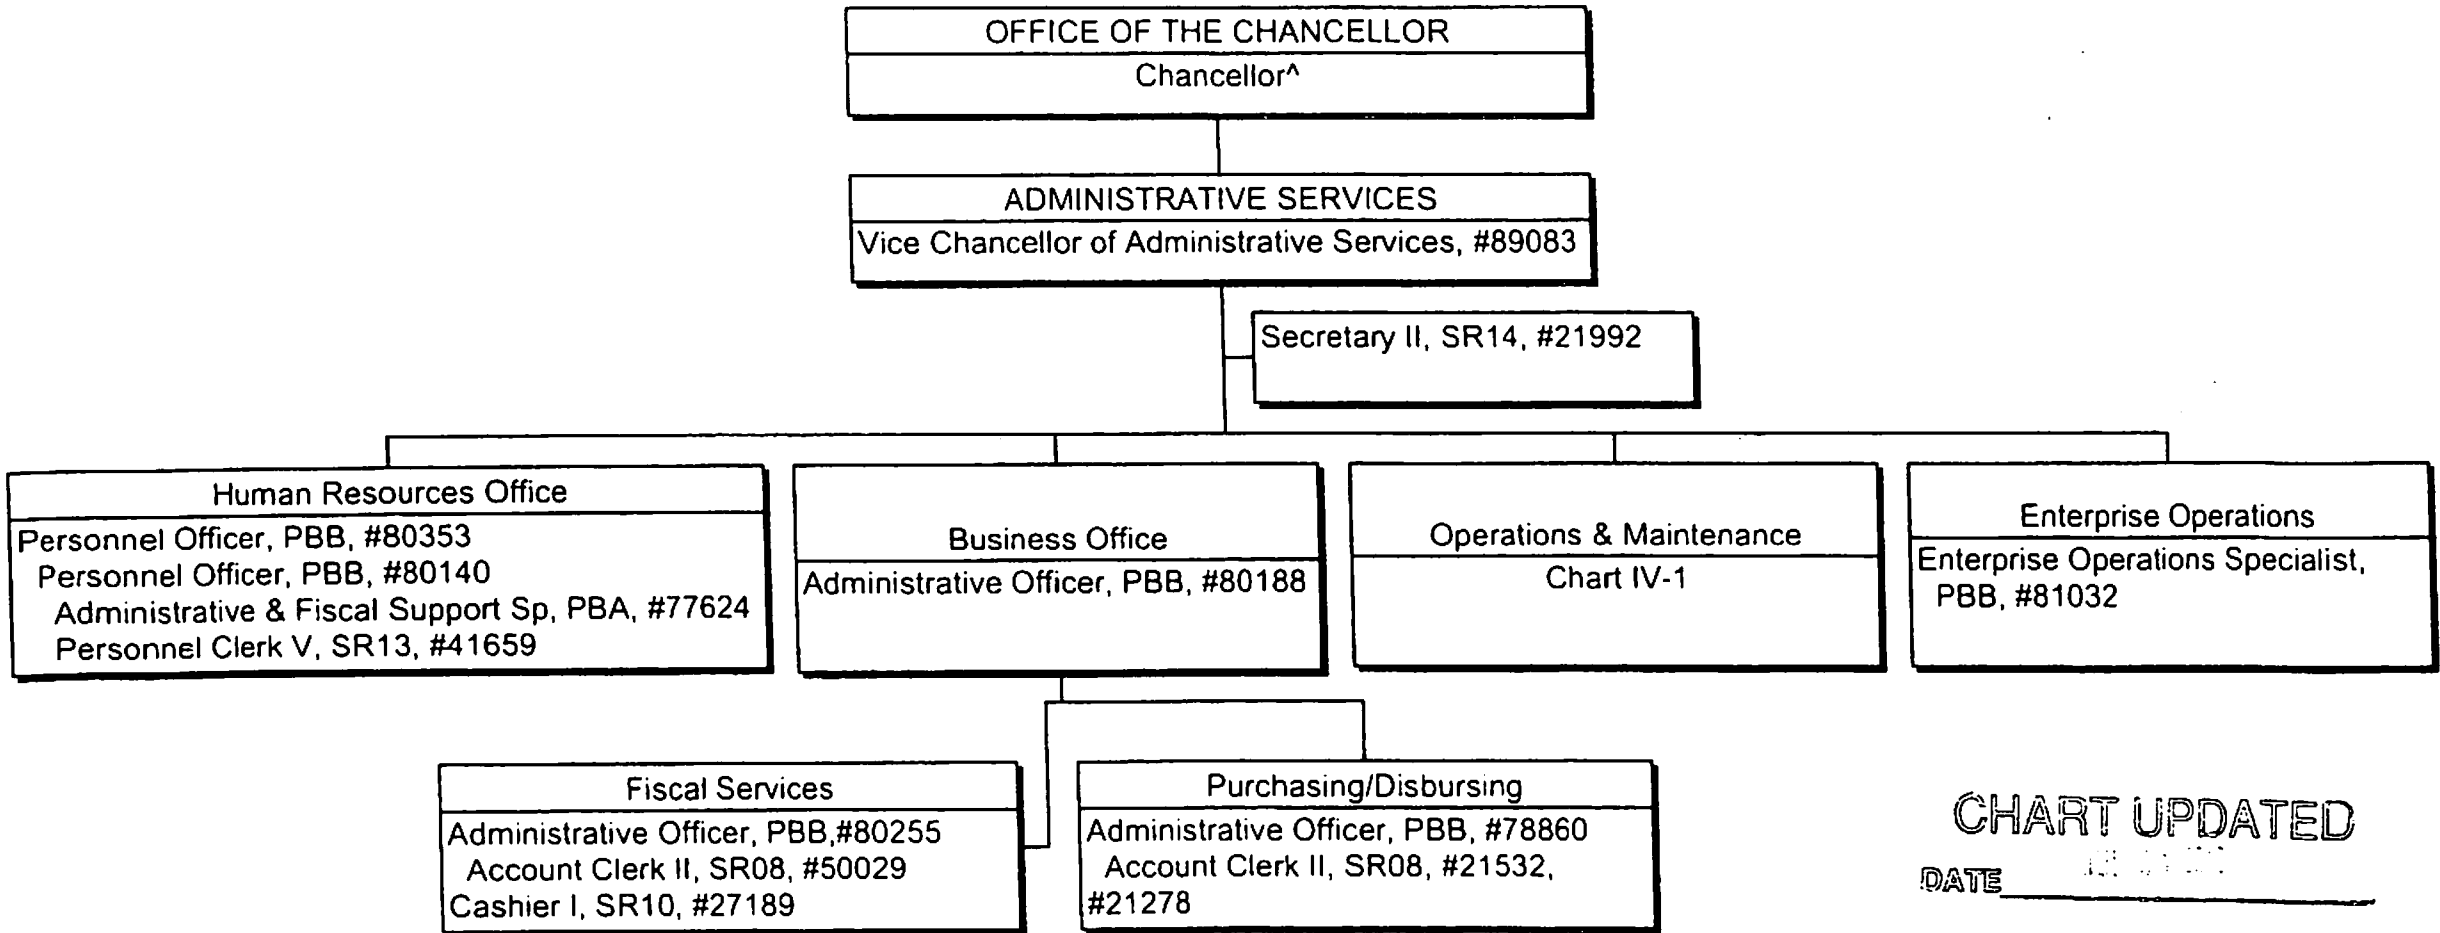 OFFICE OF THE CHANCELLOR
Chancellor^
ADMINISTRATIVE SERVICES
Vice Chancellor of Administrative Services, #89083
Secretary II, SR14, #21992
Human Resources Office
Personnel Officer, PBB, #80353
Personnel Officer, PBB, #80140
Administrative & Fiscal Support Sp, PBA, #77624
Personnel Clerk V, SR13, #41659
Business Office
Administrative Officer, PBB, #80188
Operations & Maintenance
Chart IV-1
Enterprise Operations
Enterprise Operations Specialist,
PBB, #81032
Fiscal Services
Administrative Officer, PBB,#80255
Account Clerk II, SR08, #50029
Cashier I, SR10, #27189
Purchasing/Disbursing
Administrative Officer, PBB, #78860
Account Clerk II, SR08, #21532,
#21278
CHART UPDATED
DATE